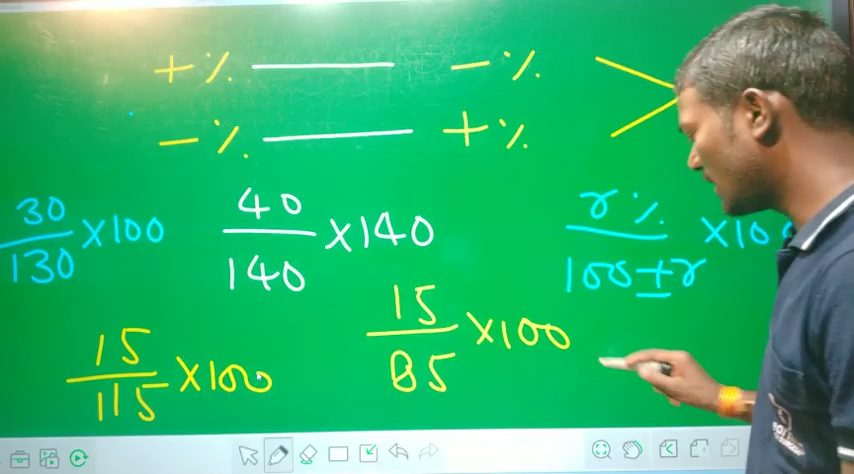 +% — -%
-% — +%
30/130 ×100
40/140 ×140
r%/100±r ×100
15/115 ×100
15/85 ×100